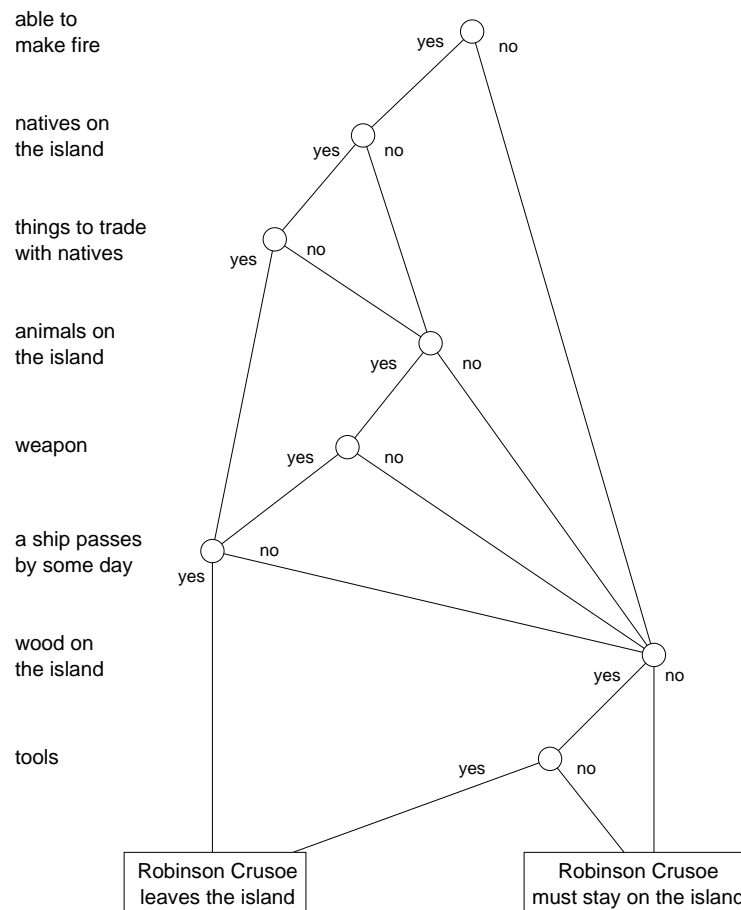 able to
make fire
yes
no
natives on
the island
yes
no
things to trade
with natives
yes
no
animals on
the island
yes
no
weapon
yes
no
a ship passes
by some day
yes
no
wood on
the island
yes
no
tools
yes
no
Robinson Crusoe
leaves the island
Robinson Crusoe
must stay on the island